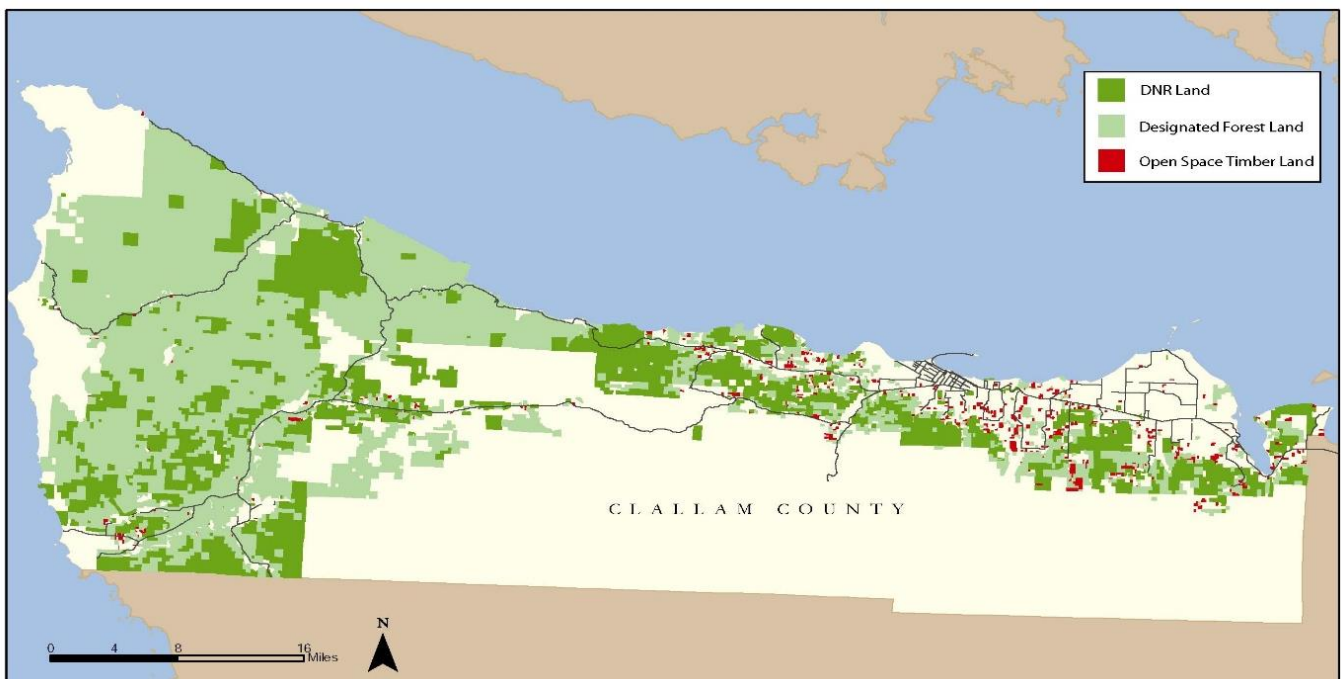 DNR Land
Designated Forest Land
Open Space Timber Land
CLALLAM COUNTY
N
0 4 8 16
Miles